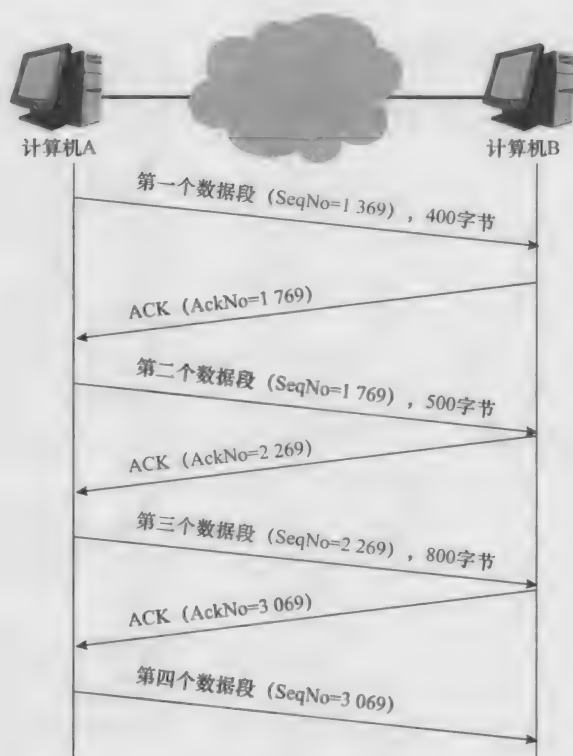 计算机A
计算机B
第一个数据段（SeqNo=1 369），400字节
ACK（AckNo=1 769）
第二个数据段（SeqNo=1 769），500字节
ACK（AckNo=2 269）
第三个数据段（SeqNo=2 269），800字节
ACK（AckNo=3 069）
第四个数据段（SeqNo=3 069）